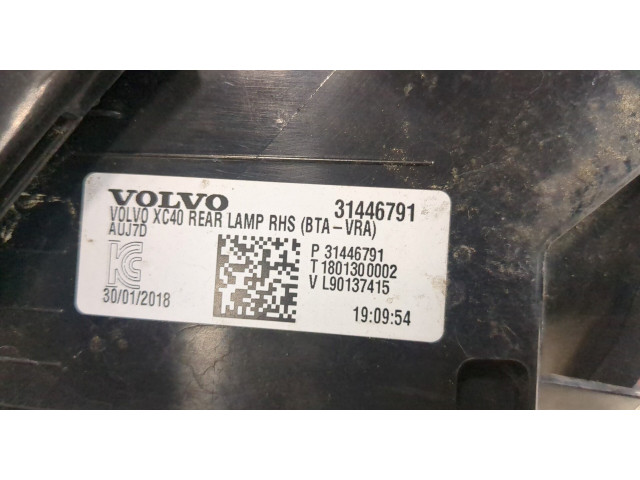 VOLVO 31446791
VOLVO XC40 REAR LAMP RHS (BTA-VRA)
AUJ7D
P 31446791
T 1801300002
V L90137415
30/01/2018
19:09:54